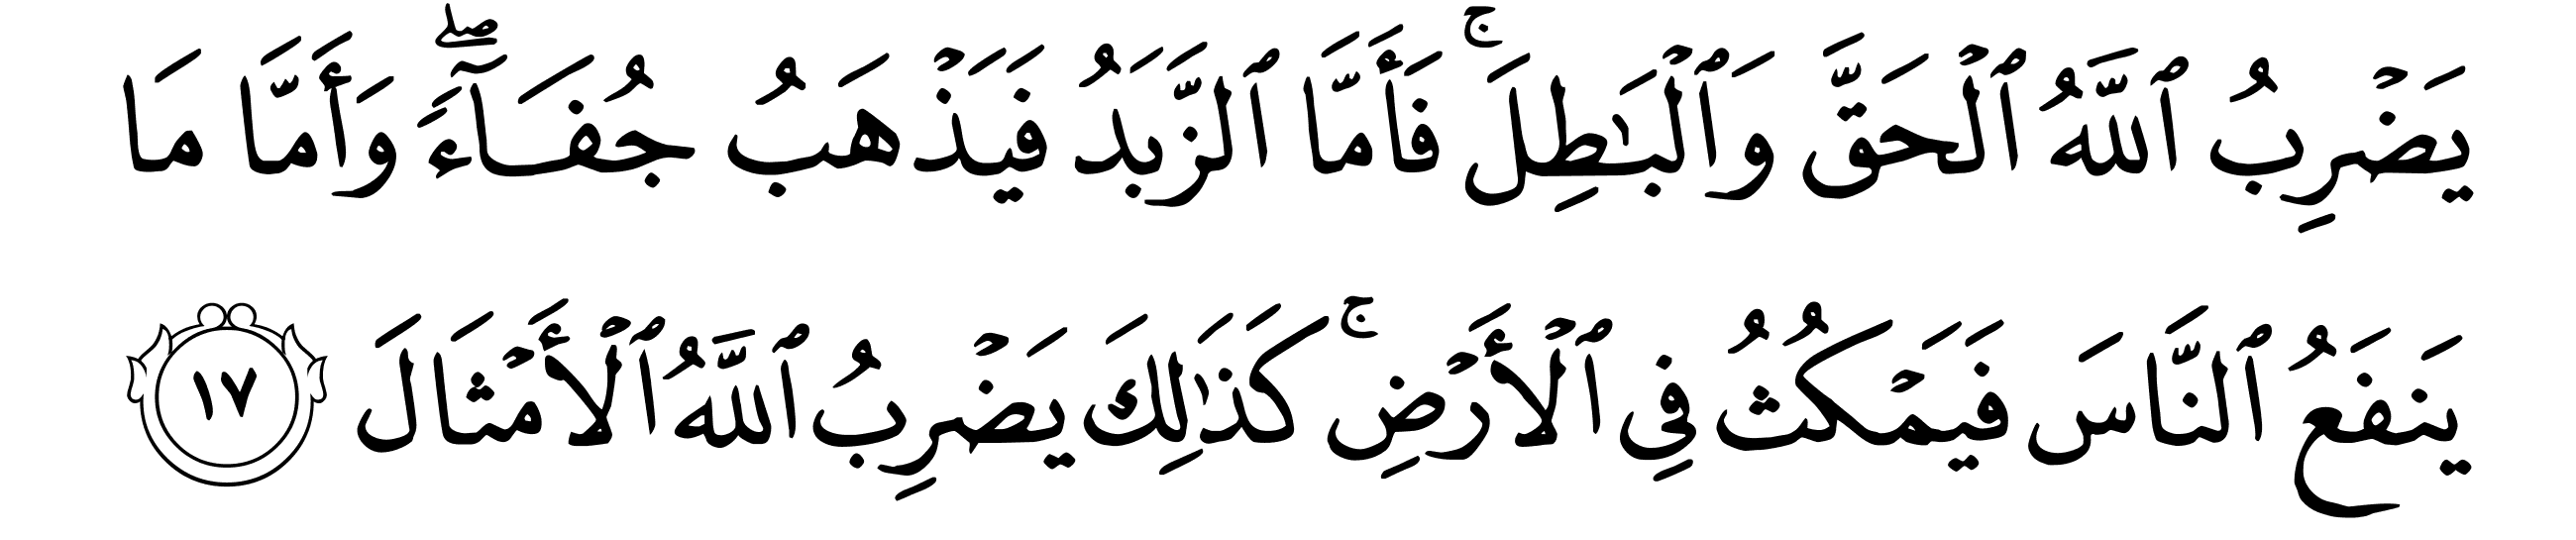 يَضۡرِبُ ٱللَّهُ ٱلۡحَقَّ وَٱلۡبَٰطِلَۚ فَأَمَّا ٱلزَّبَدُ فَيَذۡهَبُ جُفَآءٗۖ وَأَمَّا مَا
يَنفَعُ ٱلنَّاسَ فَيَمۡكُثُ فِي ٱلۡأَرۡضِۚ كَذَٰلِكَ يَضۡرِبُ ٱللَّهُ ٱلۡأَمۡثَالَ ١٧